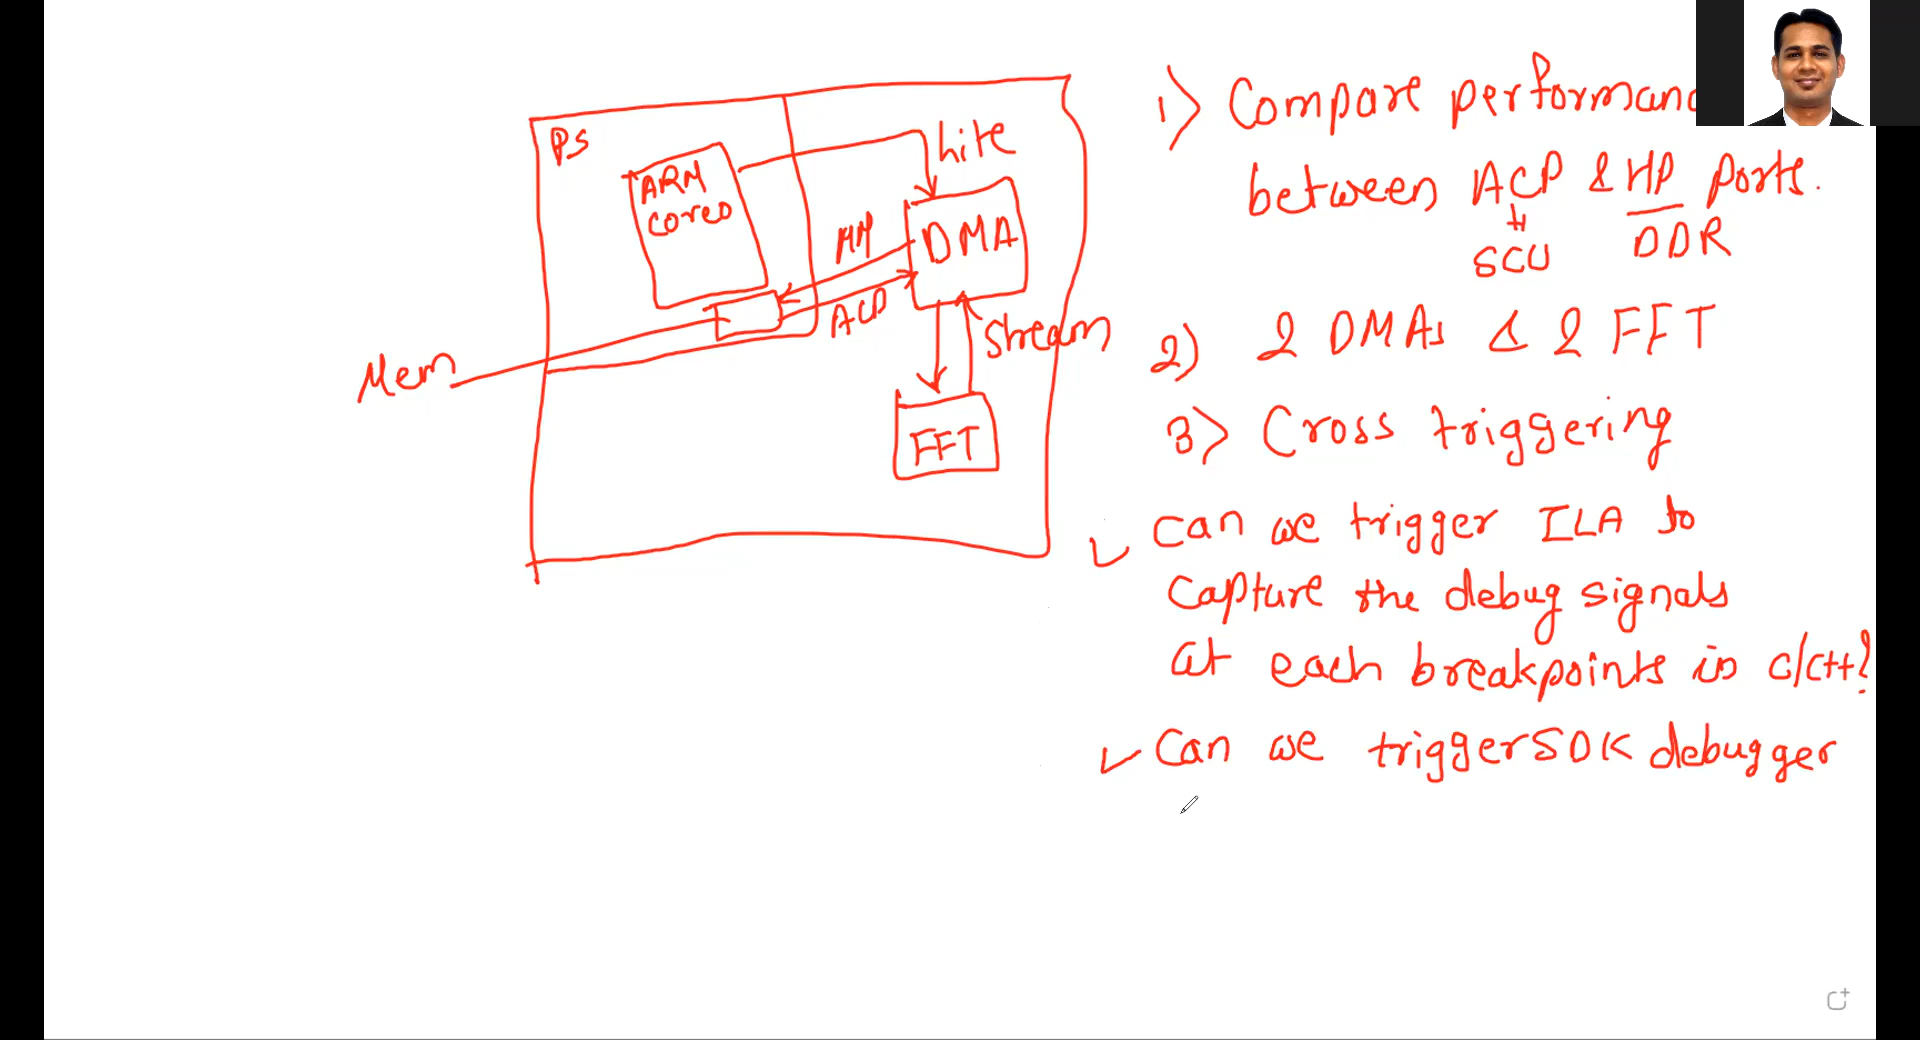 PS
ARM
cores
lite
DMA
MM
ACP
Stream
Mem
FFT
1) Compare performanc
between ACP & HP Ports.
SCU DDR
2) 2 DMAs & 2 FFT
3) Cross triggering
Can we trigger ILA to
capture the debug signals
at each breakpoints in C/C++?
Can we trigger SDK debugger